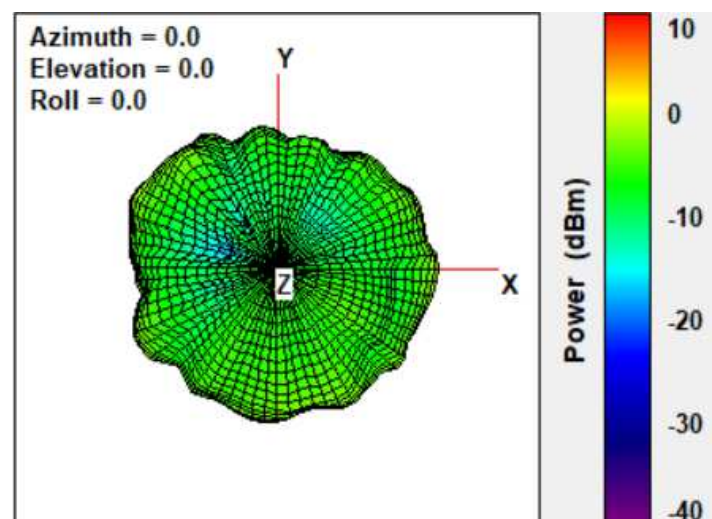 Azimuth = 0.0
Elevation = 0.0
Roll = 0.0
Y
X
Z
Power (dBm)
10
0
-10
-20
-30
-40